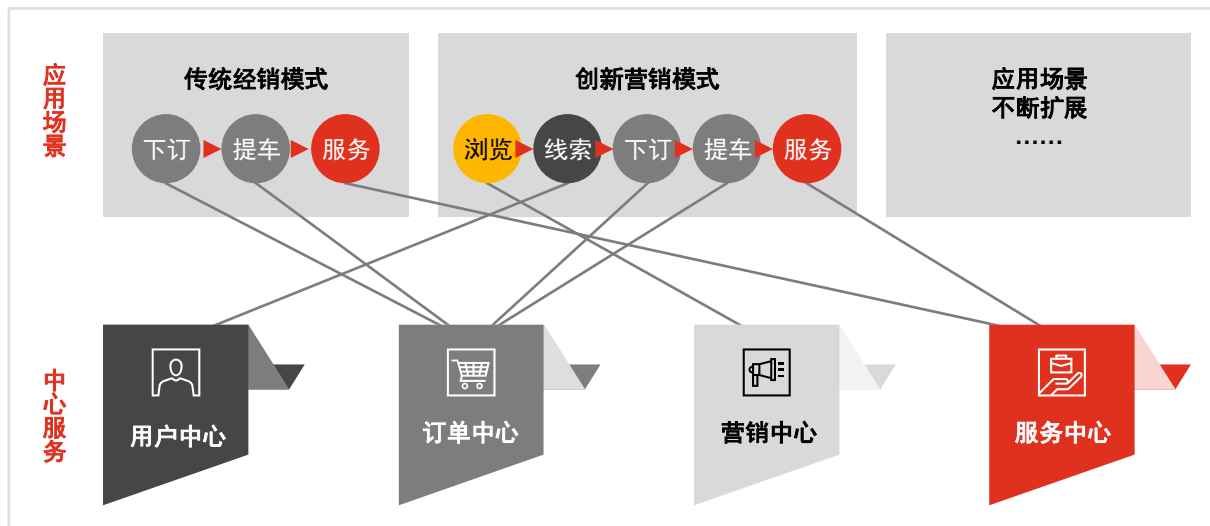 应用场景
传统经销模式
下订
提车
服务
创新营销模式
浏览
线索
下订
提车
服务
应用场景
不断扩展
……
中心服务
用户中心
订单中心
营销中心
服务中心